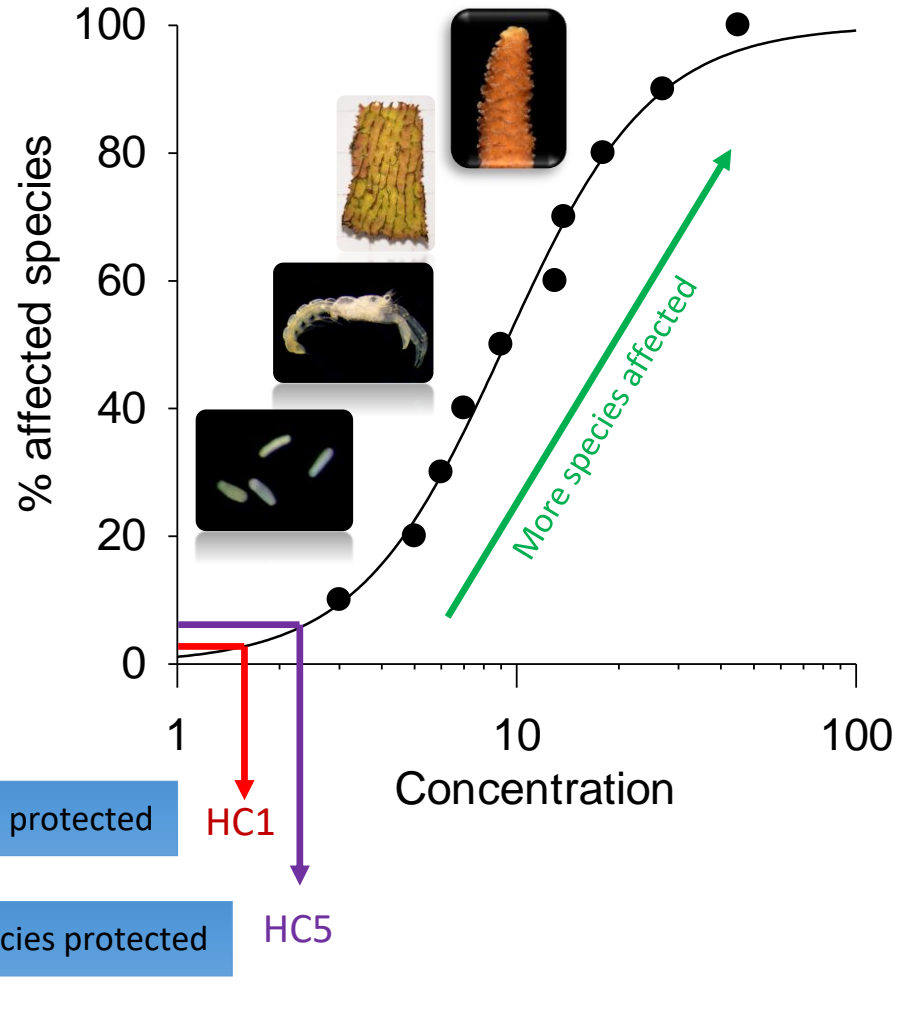 100
80
60
40
20
0
% affected species
More species affected
1
10
100
Concentration
protected
HC1
cies protected
HC5